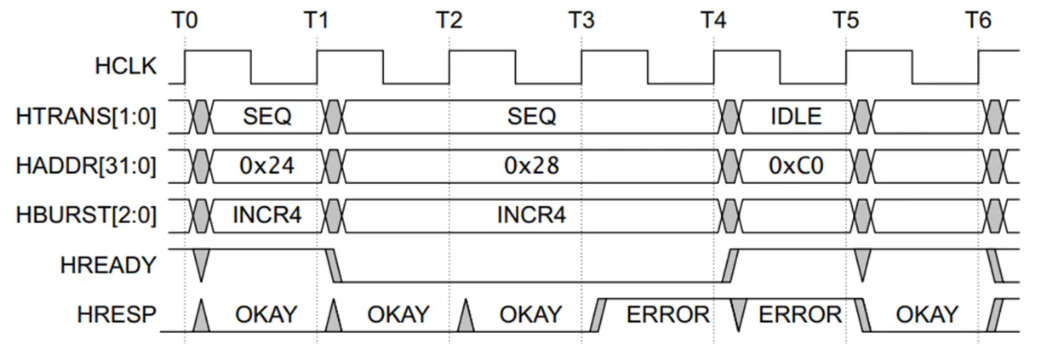 T0 T1 T2 T3 T4 T5 T6
HCLK
HTRANS[1:0] SEQ SEQ IDLE
HADDR[31:0] 0x24 0x28 0xC0
HBURST[2:0] INCR4 INCR4
HREADY
HRESP OKAY OKAY OKAY ERROR ERROR OKAY